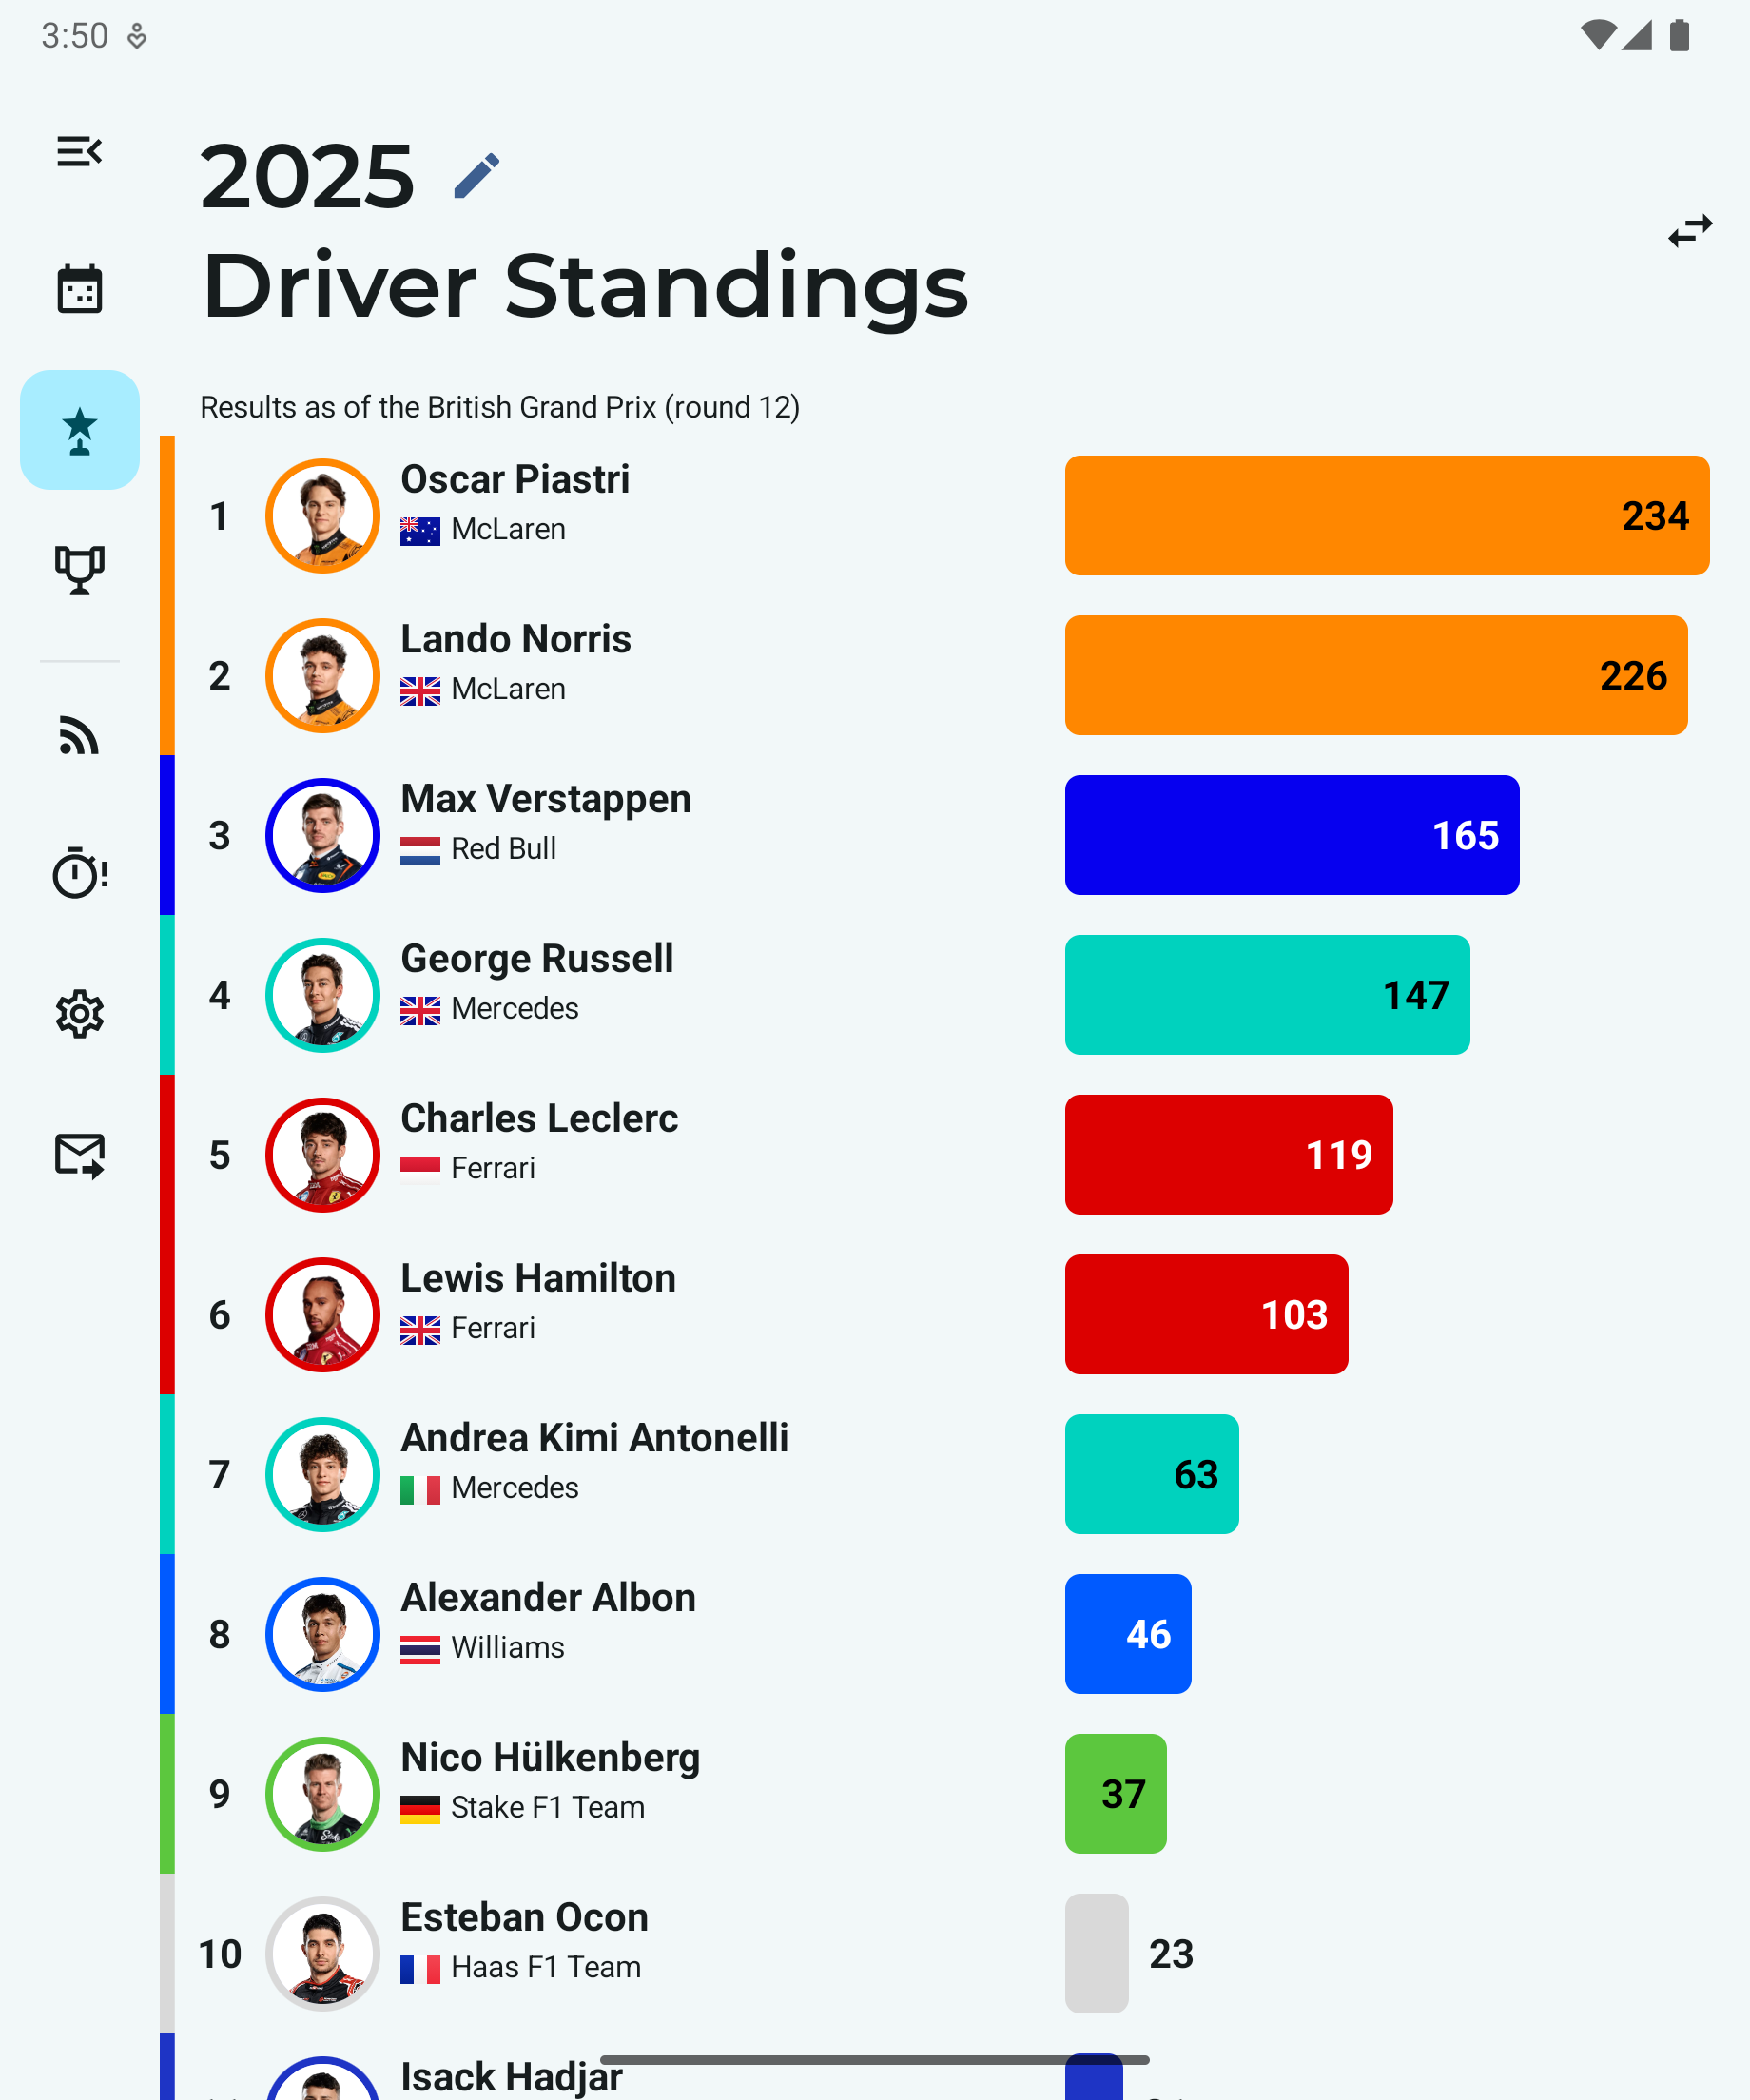 3:50
2025
Driver Standings
Results as of the British Grand Prix (round 12)
1
Oscar Piastri
McLaren
234
2
Lando Norris
McLaren
226
3
Max Verstappen
Red Bull
165
4
George Russell
Mercedes
147
5
Charles Leclerc
Ferrari
119
6
Lewis Hamilton
Ferrari
103
7
Andrea Kimi Antonelli
Mercedes
63
8
Alexander Albon
Williams
46
9
Nico Hülkenberg
Stake F1 Team
37
10
Esteban Ocon
Haas F1 Team
23
Isack Hadjar